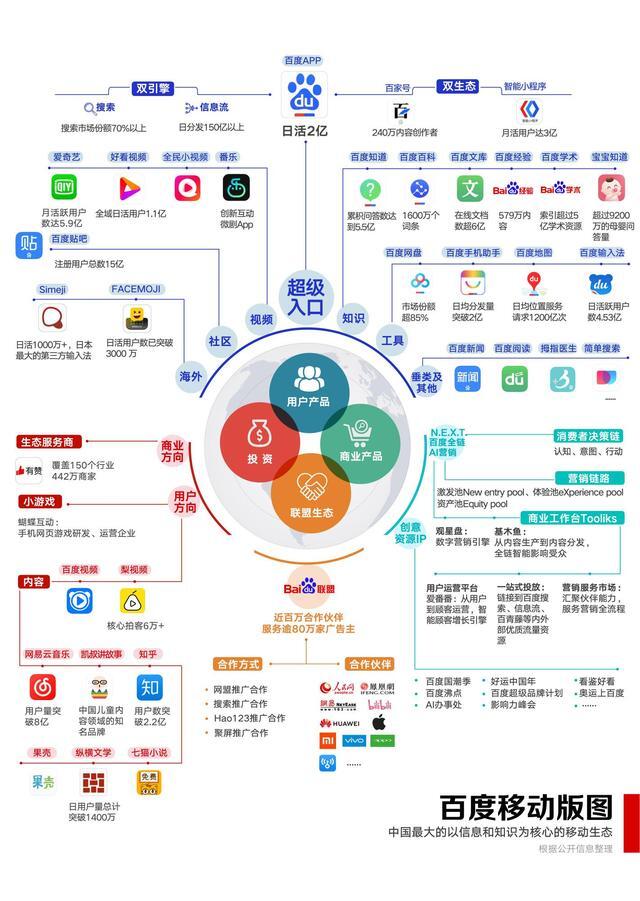 百度APP
双引擎
搜索
搜索市场份额70%以上
信息流
日分发150亿以上
du
日活2亿
双生态
百家号
240万内容创作者
智能小程序
月活用户达3亿
爱奇艺
好看视频
全民小视频
番乐
QIY
月活跃用户
数达5.9亿
全域日活用户1.1亿
创新互动
微剧App
百度贴吧
贴
注册用户总数15亿
Simeji
日活1000万+，日本
最大的第三方输入法
FACEMOJI
日活用户数已突破
3000 万
百度知道
百度百科
百度文库
百度经验
百度学术
宝宝知道
文
Bai 经验
Bai 学术
累积问答数达
到5.5亿
1600万个
词条
在线文档
数超6亿
579万内
容
索引超过5
亿学术资源
超过9200
万的母婴问
答量
百度网盘
百度手机助手
百度地图
百度输入法
du
du
市场份额
超85%
日均分发量
突破2亿
日均位置服务
请求1200亿次
日活跃用户
数4.53亿
百度新闻
百度阅读
拇指医生
简单搜索
新闻
du
......
超级
入口
视频
知识
社区
工具
海外
垂类及
其他
用户产品
投资
商业产品
联盟生态
商业
方向
用户
方向
生态服务商
有赞
覆盖150个行业
442万商家
小游戏
蝴蝶互动：
手机网页游戏研发、运营企业
内容
百度视频
梨视频
核心拍客6万+
网易云音乐
凯叔讲故事
知乎
知
用户量突
破8亿
中国儿童内
容领域的知
名品牌
用户数突
破2.2亿
果壳
纵横文学
七猫小说
果壳
免费
日用户量总计
突破1400万
N.E.X.T.
百度全链
AI营销
消费者决策链
认知、意图、行动
营销链路
激发池New entry pool、体验池eXperience pool
资产池Equity pool
商业工作台Tooliks
观星盘：
数字营销引擎
基木鱼：
从内容生产到内容分发，
全链智能影响受众
用户运营平台
爱番番：从用户
到顾客运营，智
能顾客增长引擎
一站式投放：
链接到百度搜
索、信息流、
百青藤等内外
部优质流量资
源
营销服务市场：
汇聚伙伴能力，
服务营销全流程
创意
资源IP
百度国潮季
百度沸点
AI办事处
好运中国年
百度超级品牌计划
影响力峰会
看鉴好看
奥运上百度
......
Bai du 联盟
近百万合作伙伴
服务逾80万家广告主
合作方式
网盟推广合作
搜索推广合作
Hao123推广合作
聚屏推广合作
合作伙伴
人民网
凤凰网
IFENG.COM
網易 NETEASE
bilibili
HUAWEI
MI
vivo
oppo
......
百度移动版图
中国最大的以信息和知识为核心的移动生态
根据公开信息整理